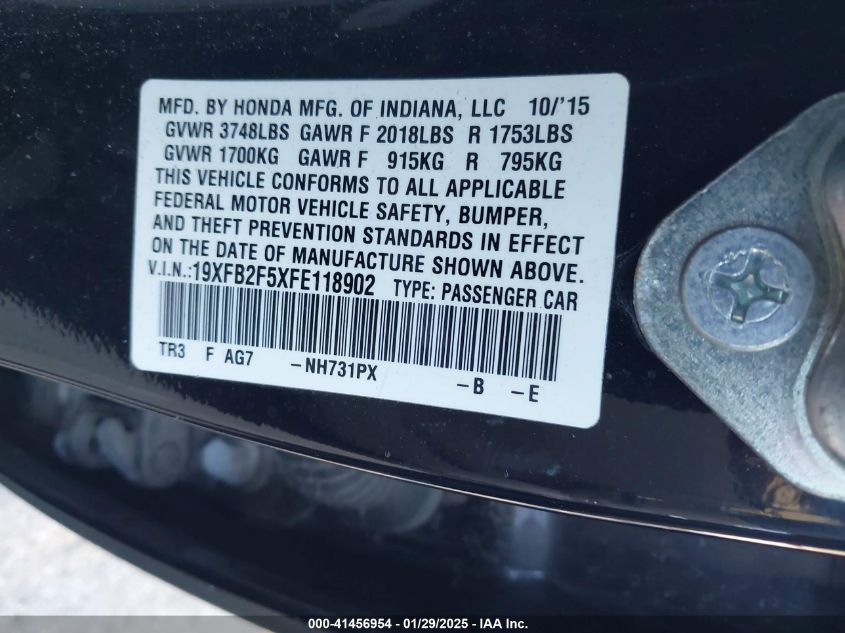 MFD. BY HONDA MFG. OF INDIANA, LLC 10/'15
GVWR 3748LBS GAWR F 2018LBS R 1753LBS
GVWR 1700KG GAWR F 915KG R 795KG
THIS VEHICLE CONFORMS TO ALL APPLICABLE
FEDERAL MOTOR VEHICLE SAFETY, BUMPER,
AND THEFT PREVENTION STANDARDS IN EFFECT
ON THE DATE OF MANUFACTURE SHOWN ABOVE.
V.I.N.:19XFB2F5XFE118902 TYPE: PASSENGER CAR
TR3 F AG7 -NH731PX -B -E
000-41456954 | 01/29/2025 - IAA Inc.